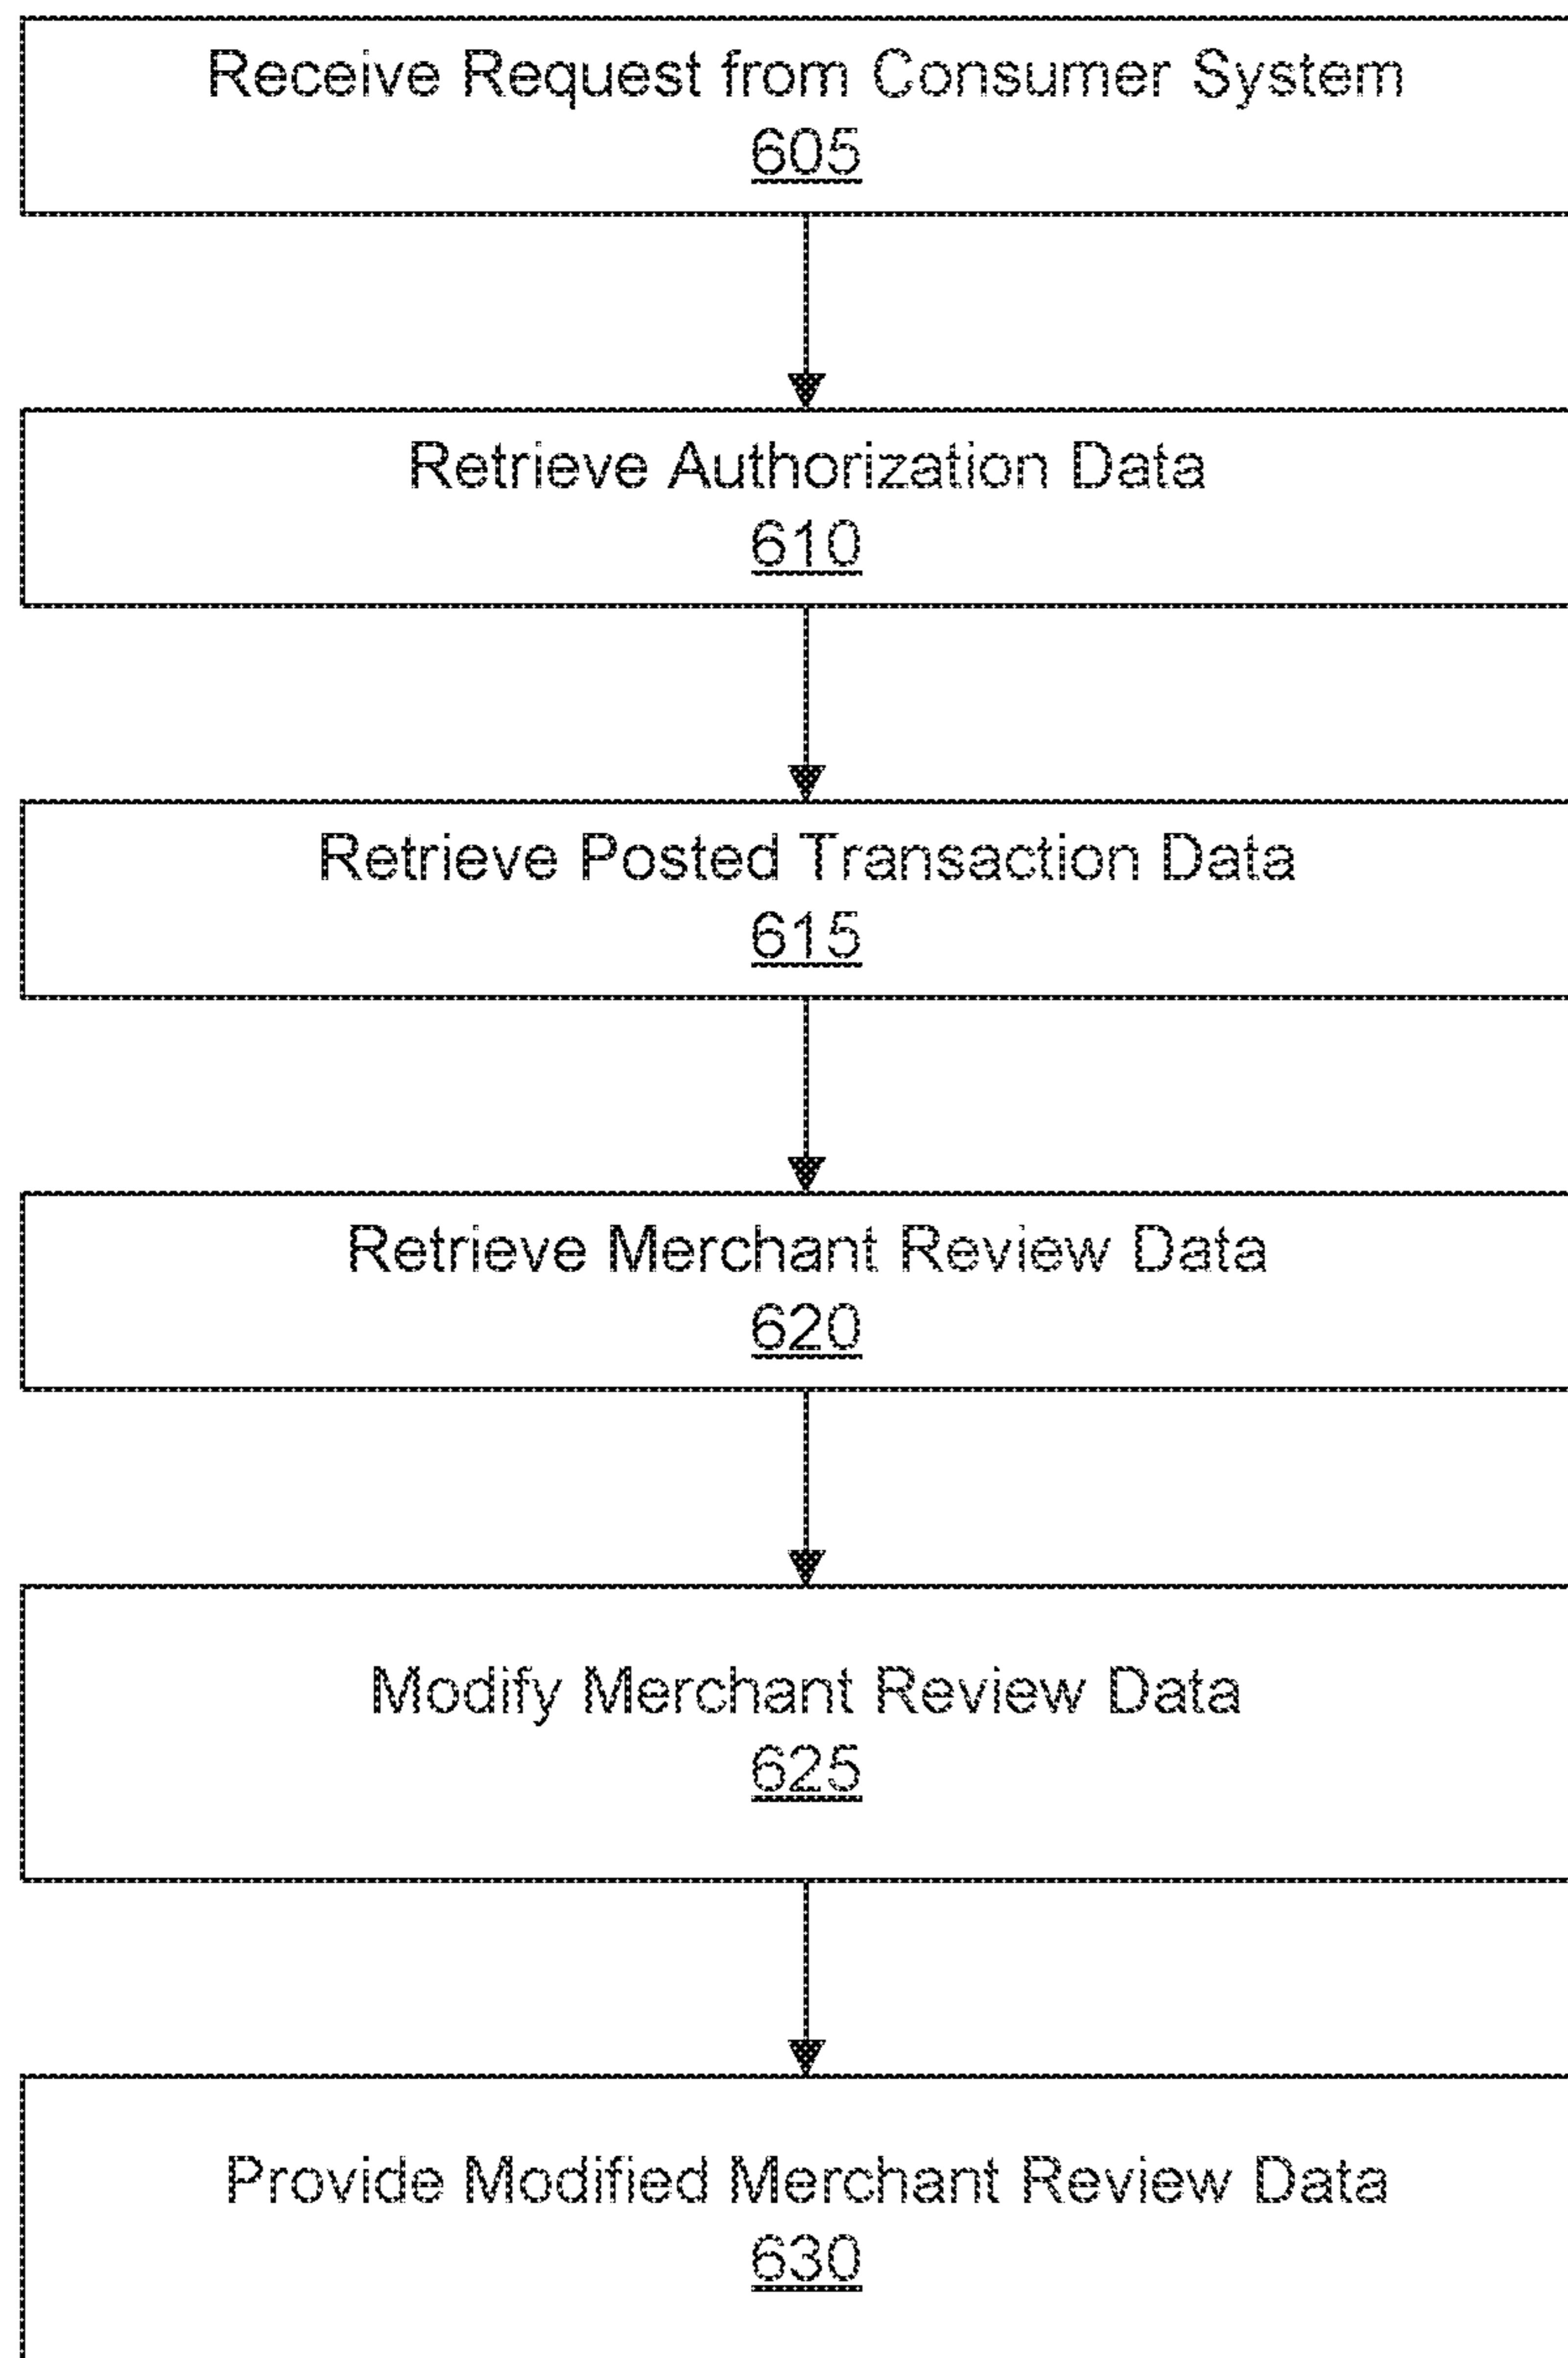 Receive Request from Consumer System
605
Retrieve Authorization Data
610
Retrieve Posted Transaction Data
615
Retrieve Merchant Review Data
620
Modify Merchant Review Data
625
Provide Modified Merchant Review Data
630